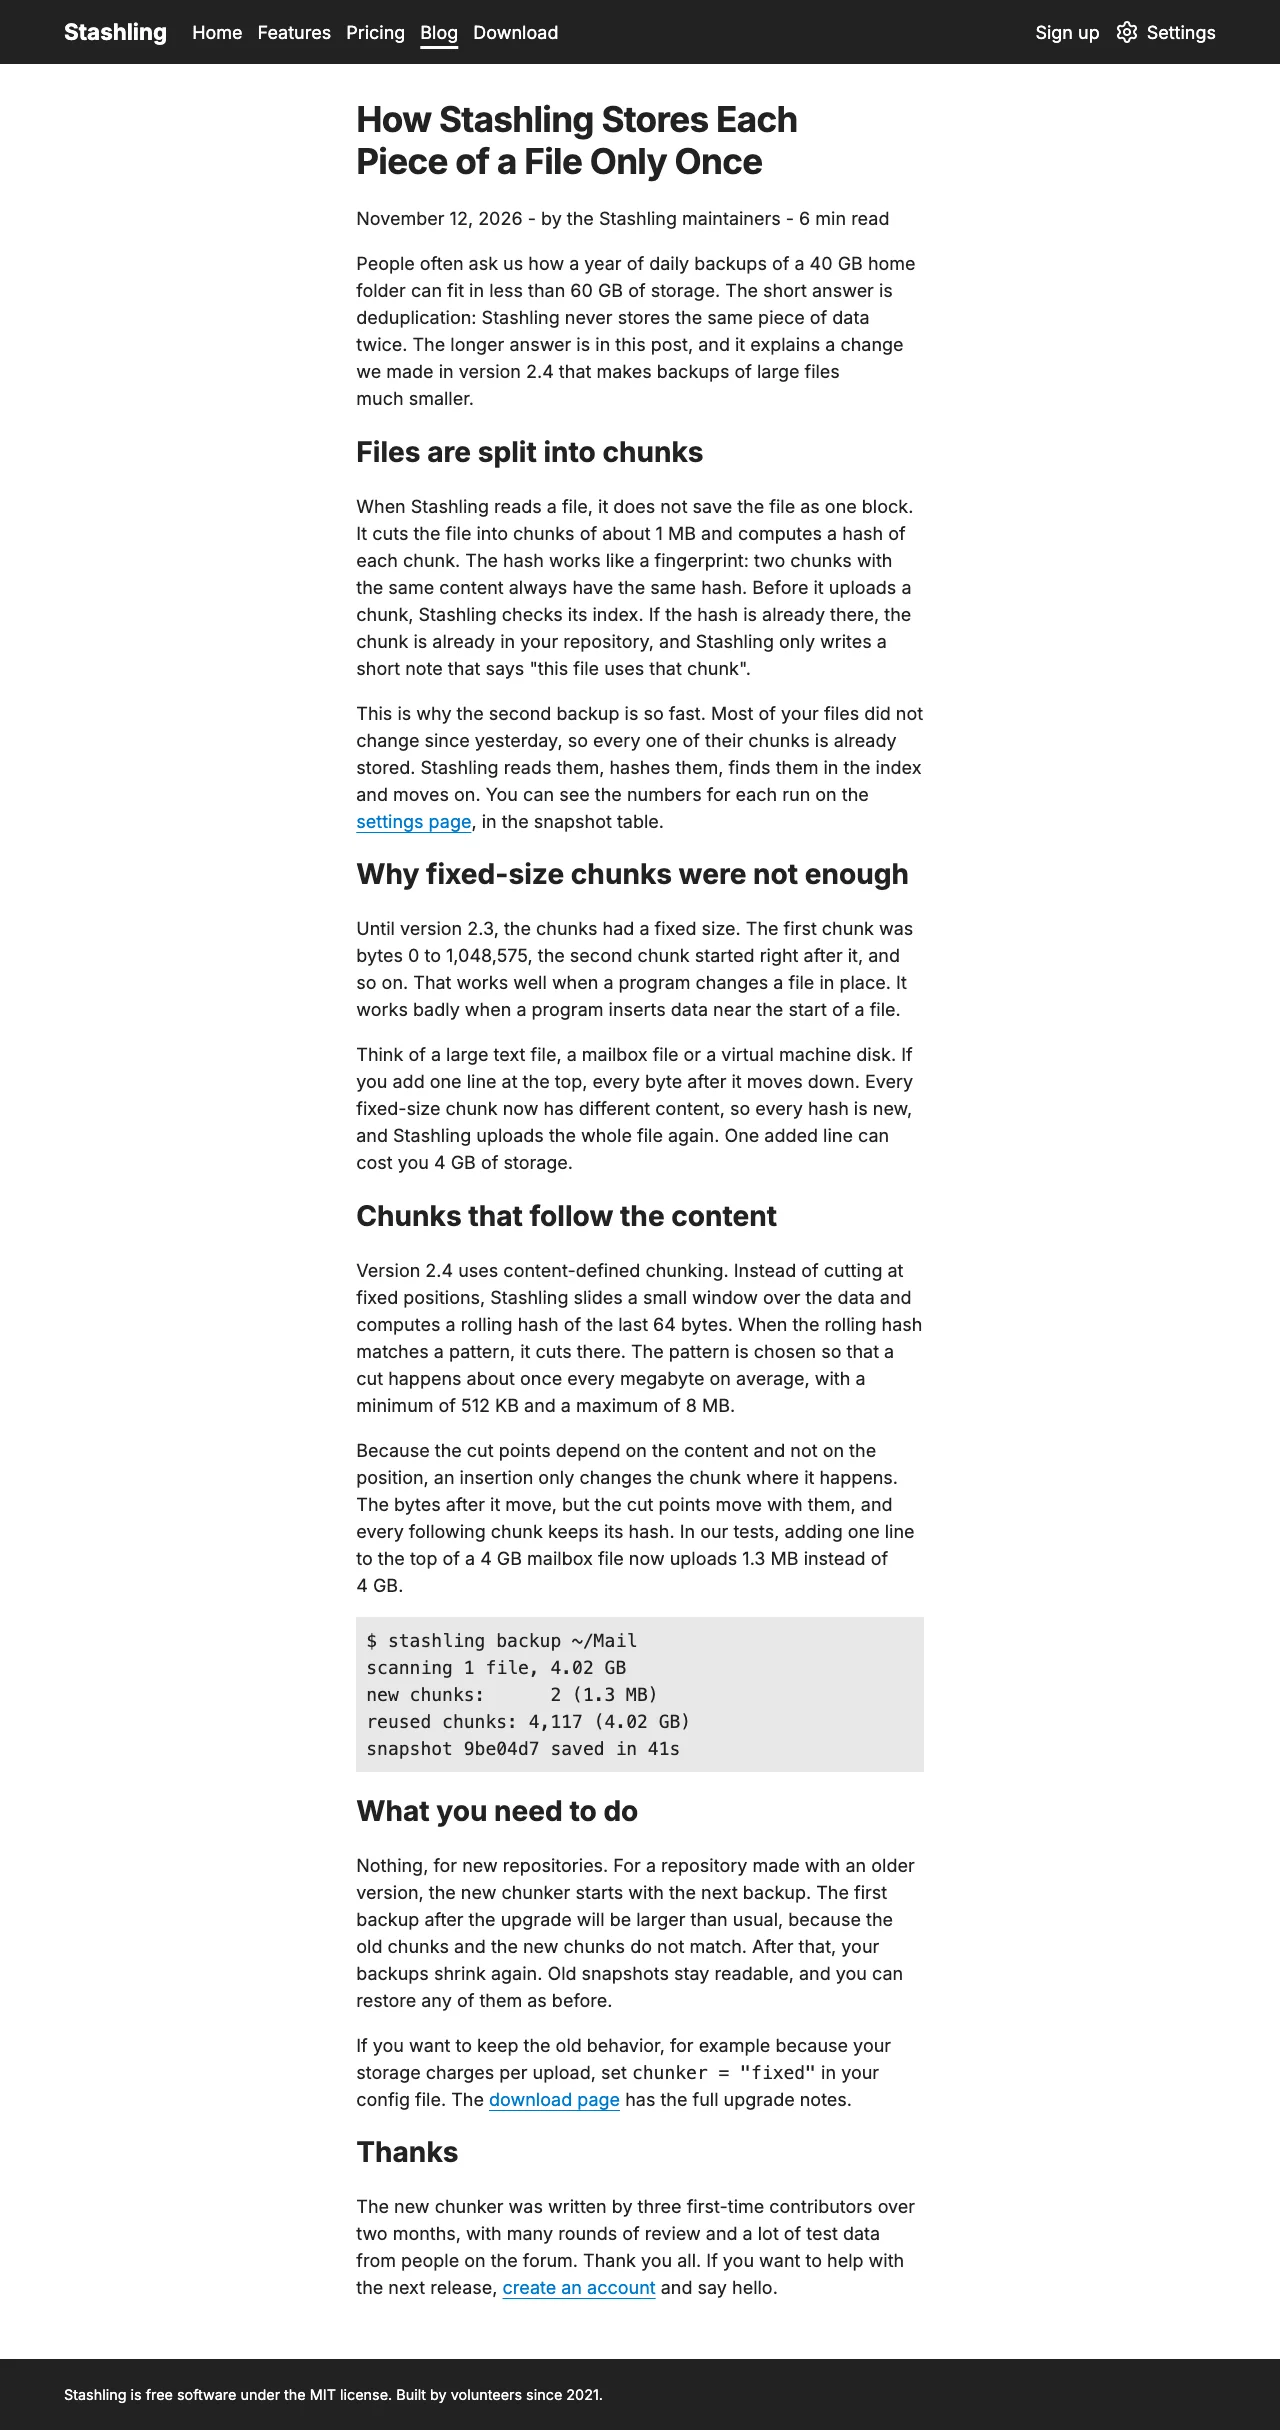 Stashling Home Features Pricing Blog Download Sign up Settings
How Stashling Stores Each
Piece of a File Only Once
November 12, 2026 - by the Stashling maintainers - 6 min read
People often ask us how a year of daily backups of a 40 GB home
folder can fit in less than 60 GB of storage. The short answer is
deduplication: Stashling never stores the same piece of data
twice. The longer answer is in this post, and it explains a change
we made in version 2.4 that makes backups of large files
much smaller.
Files are split into chunks
When Stashling reads a file, it does not save the file as one block.
It cuts the file into chunks of about 1 MB and computes a hash of
each chunk. The hash works like a fingerprint: two chunks with
the same content always have the same hash. Before it uploads a
chunk, Stashling checks its index. If the hash is already there, the
chunk is already in your repository, and Stashling only writes a
short note that says "this file uses that chunk".
This is why the second backup is so fast. Most of your files did not
change since yesterday, so every one of their chunks is already
stored. Stashling reads them, hashes them, finds them in the index
and moves on. You can see the numbers for each run on the
settings page, in the snapshot table.
Why fixed-size chunks were not enough
Until version 2.3, the chunks had a fixed size. The first chunk was
bytes 0 to 1,048,575, the second chunk started right after it, and
so on. That works well when a program changes a file in place. It
works badly when a program inserts data near the start of a file.
Think of a large text file, a mailbox file or a virtual machine disk. If
you add one line at the top, every byte after it moves down. Every
fixed-size chunk now has different content, so every hash is new,
and Stashling uploads the whole file again. One added line can
cost you 4 GB of storage.
Chunks that follow the content
Version 2.4 uses content-defined chunking. Instead of cutting at
fixed positions, Stashling slides a small window over the data and
computes a rolling hash of the last 64 bytes. When the rolling hash
matches a pattern, it cuts there. The pattern is chosen so that a
cut happens about once every megabyte on average, with a
minimum of 512 KB and a maximum of 8 MB.
Because the cut points depend on the content and not on the
position, an insertion only changes the chunk where it happens.
The bytes after it move, but the cut points move with them, and
every following chunk keeps its hash. In our tests, adding one line
to the top of a 4 GB mailbox file now uploads 1.3 MB instead of
4 GB.
$ stashling backup ~/Mail
scanning 1 file, 4.02 GB
new chunks:      2 (1.3 MB)
reused chunks: 4,117 (4.02 GB)
snapshot 9be04d7 saved in 41s
What you need to do
Nothing, for new repositories. For a repository made with an older
version, the new chunker starts with the next backup. The first
backup after the upgrade will be larger than usual, because the
old chunks and the new chunks do not match. After that, your
backups shrink again. Old snapshots stay readable, and you can
restore any of them as before.
If you want to keep the old behavior, for example because your
storage charges per upload, set chunker = "fixed" in your
config file. The download page has the full upgrade notes.
Thanks
The new chunker was written by three first-time contributors over
two months, with many rounds of review and a lot of test data
from people on the forum. Thank you all. If you want to help with
the next release, create an account and say hello.
Stashling is free software under the MIT license. Built by volunteers since 2021.